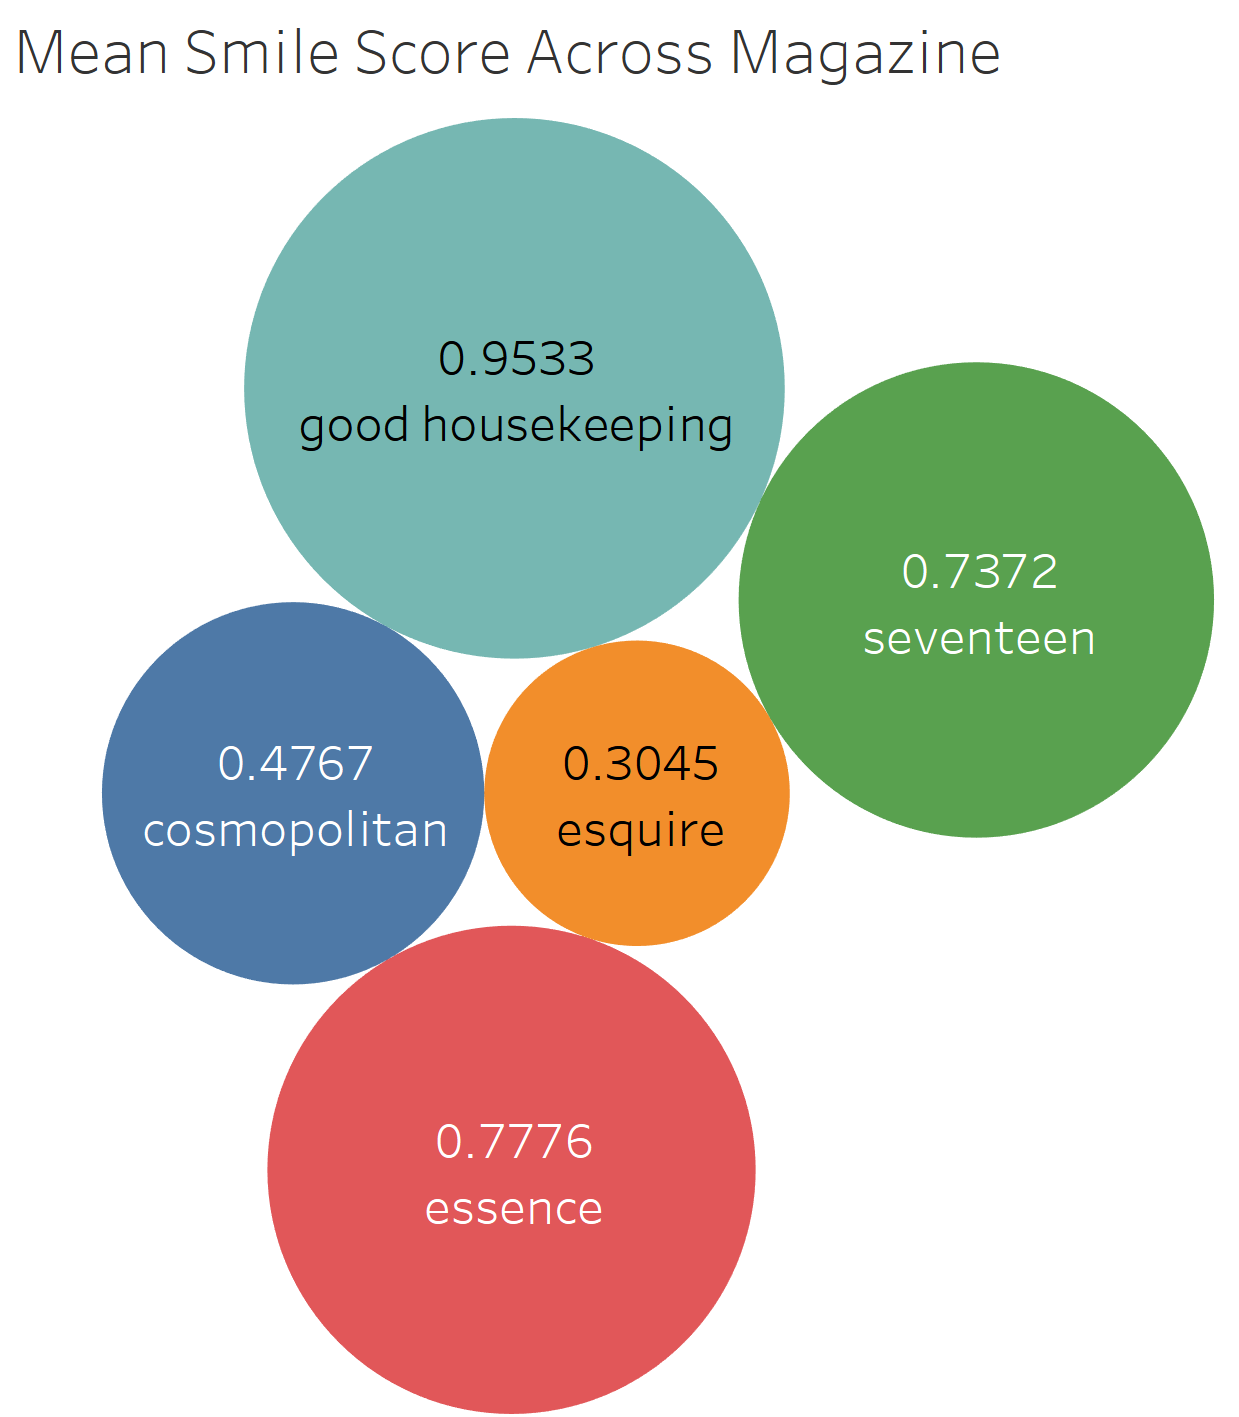 Mean Smile Score Across Magazine
0.9533
good housekeeping
0.7372
seventeen
0.4767
cosmopolitan
0.3045
esquire
0.7776
essence